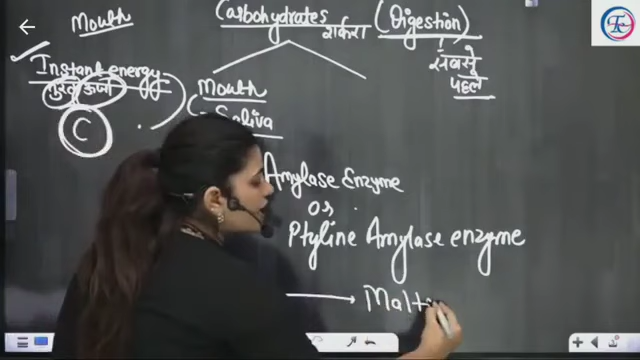 Mouth
Carbohydrates (Digestion)
शर्करा
सबसे
पहले
Instant energy
तुरंत ऊर्जा
C
Mouth
Saliva
Amylase Enzyme
or
Ptyline Amylase enzyme
→ Malt